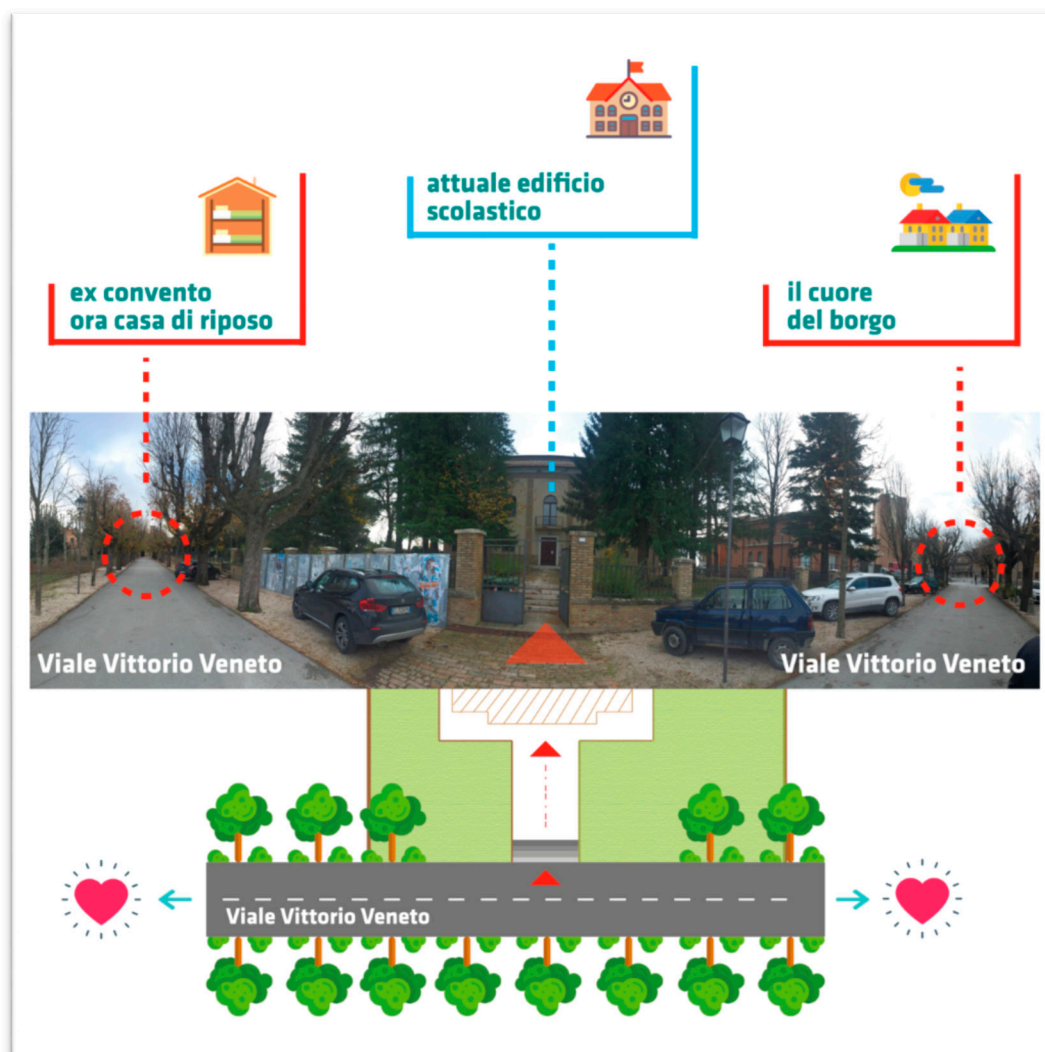 attuale edificio
scolastico
ex convento
ora casa di riposo
il cuore
del borgo
Viale Vittorio Veneto
Viale Vittorio Veneto
Viale Vittorio Veneto